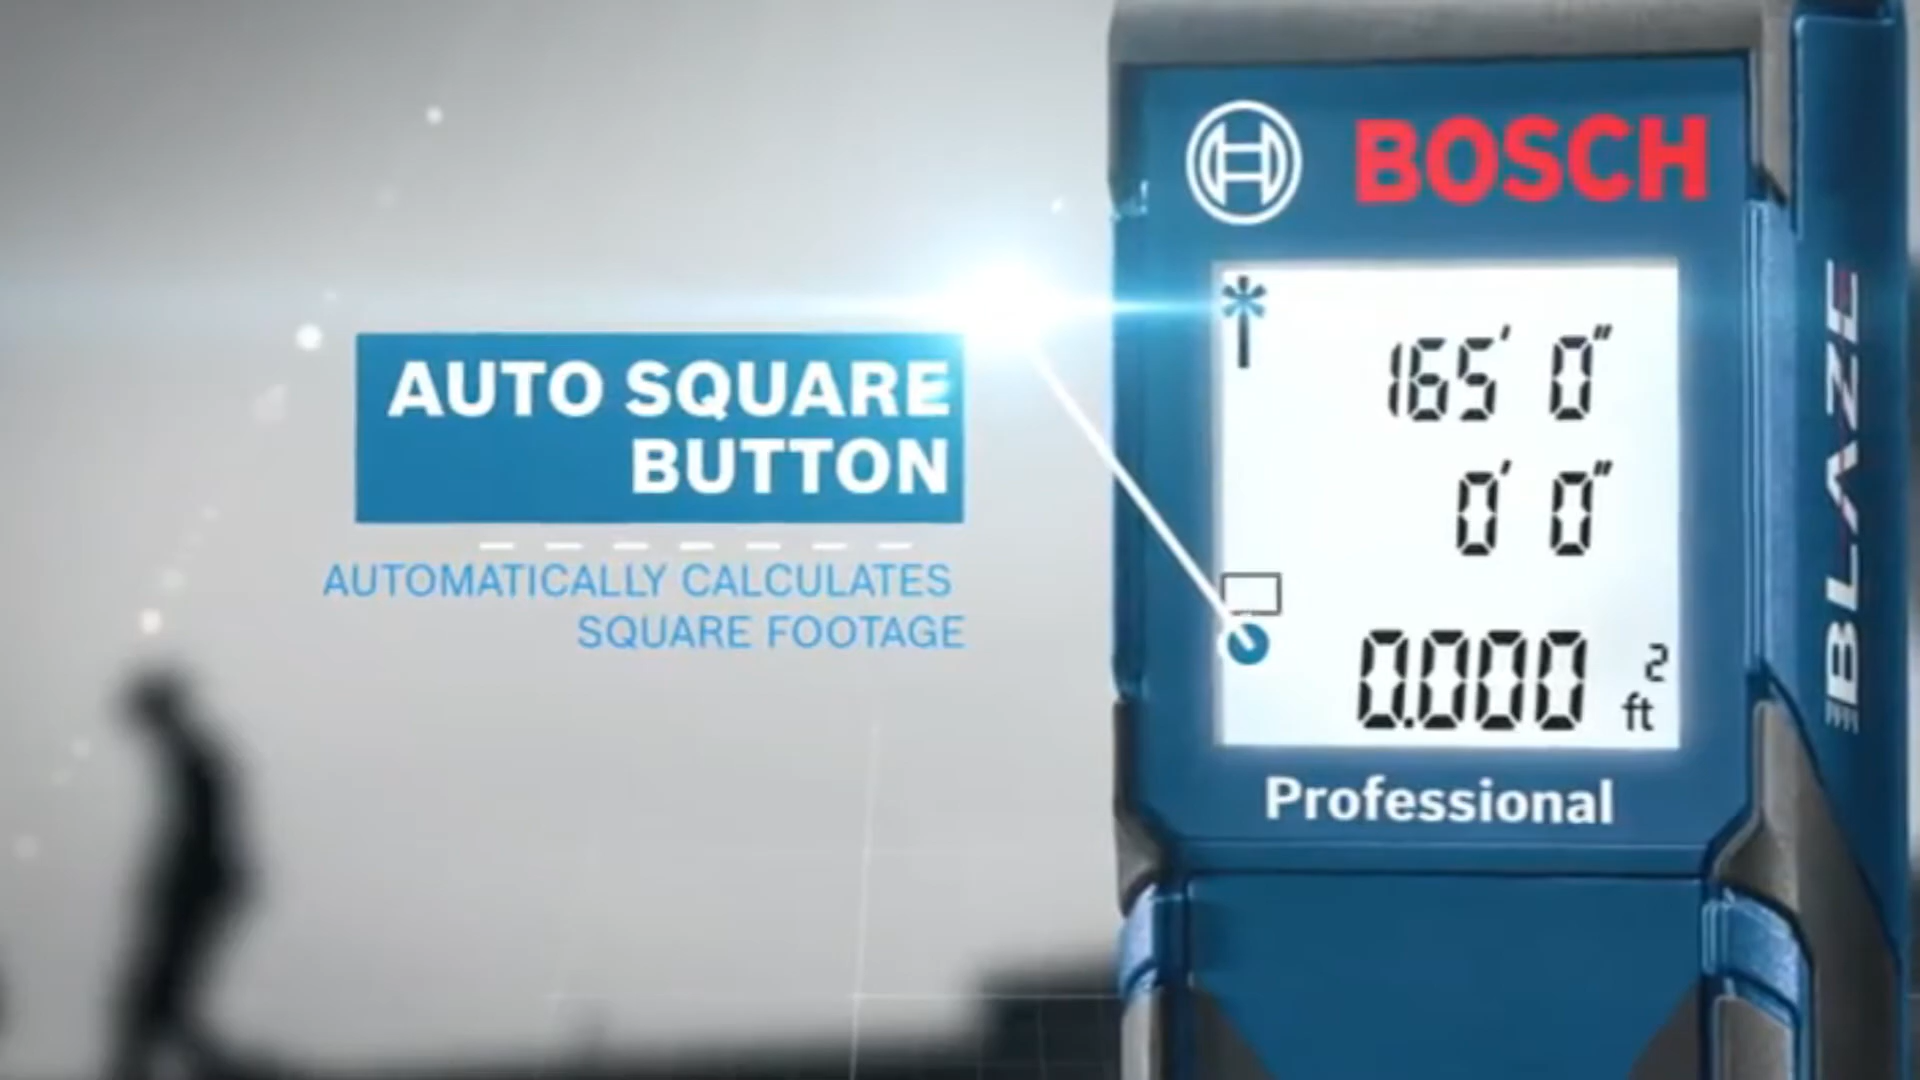 BOSCH
165' 0"
0' 0"
0.000 ft²
Professional
BLAZE
AUTO SQUARE
BUTTON
AUTOMATICALLY CALCULATES
SQUARE FOOTAGE